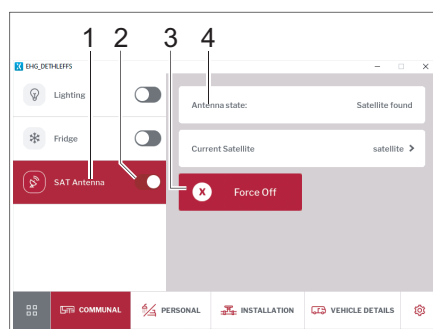 1 2 3 4
EHG_DETHLEFFS
Lighting
Antenna state: Satellite found
Fridge
Current Satellite satellite
SAT Antenna
X Force Off
COMMUNAL PERSONAL INSTALLATION VEHICLE DETAILS